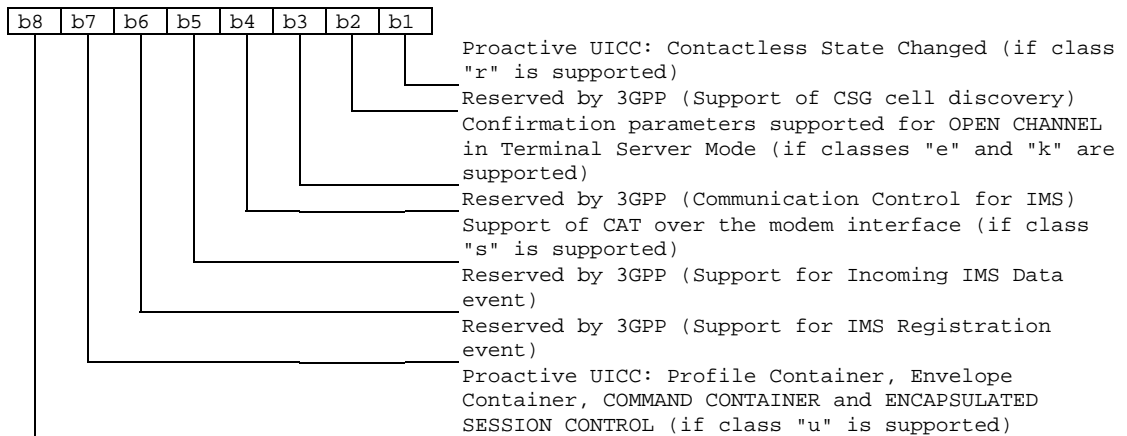 b8 b7 b6 b5 b4 b3 b2 b1
Proactive UICC: Contactless State Changed (if class
"r" is supported)
Reserved by 3GPP (Support of CSG cell discovery)
Confirmation parameters supported for OPEN CHANNEL
in Terminal Server Mode (if classes "e" and "k" are
supported)
Reserved by 3GPP (Communication Control for IMS)
Support of CAT over the modem interface (if class
"s" is supported)
Reserved by 3GPP (Support for Incoming IMS Data
event)
Reserved by 3GPP (Support for IMS Registration
event)
Proactive UICC: Profile Container, Envelope
Container, COMMAND CONTAINER and ENCAPSULATED
SESSION CONTROL (if class "u" is supported)